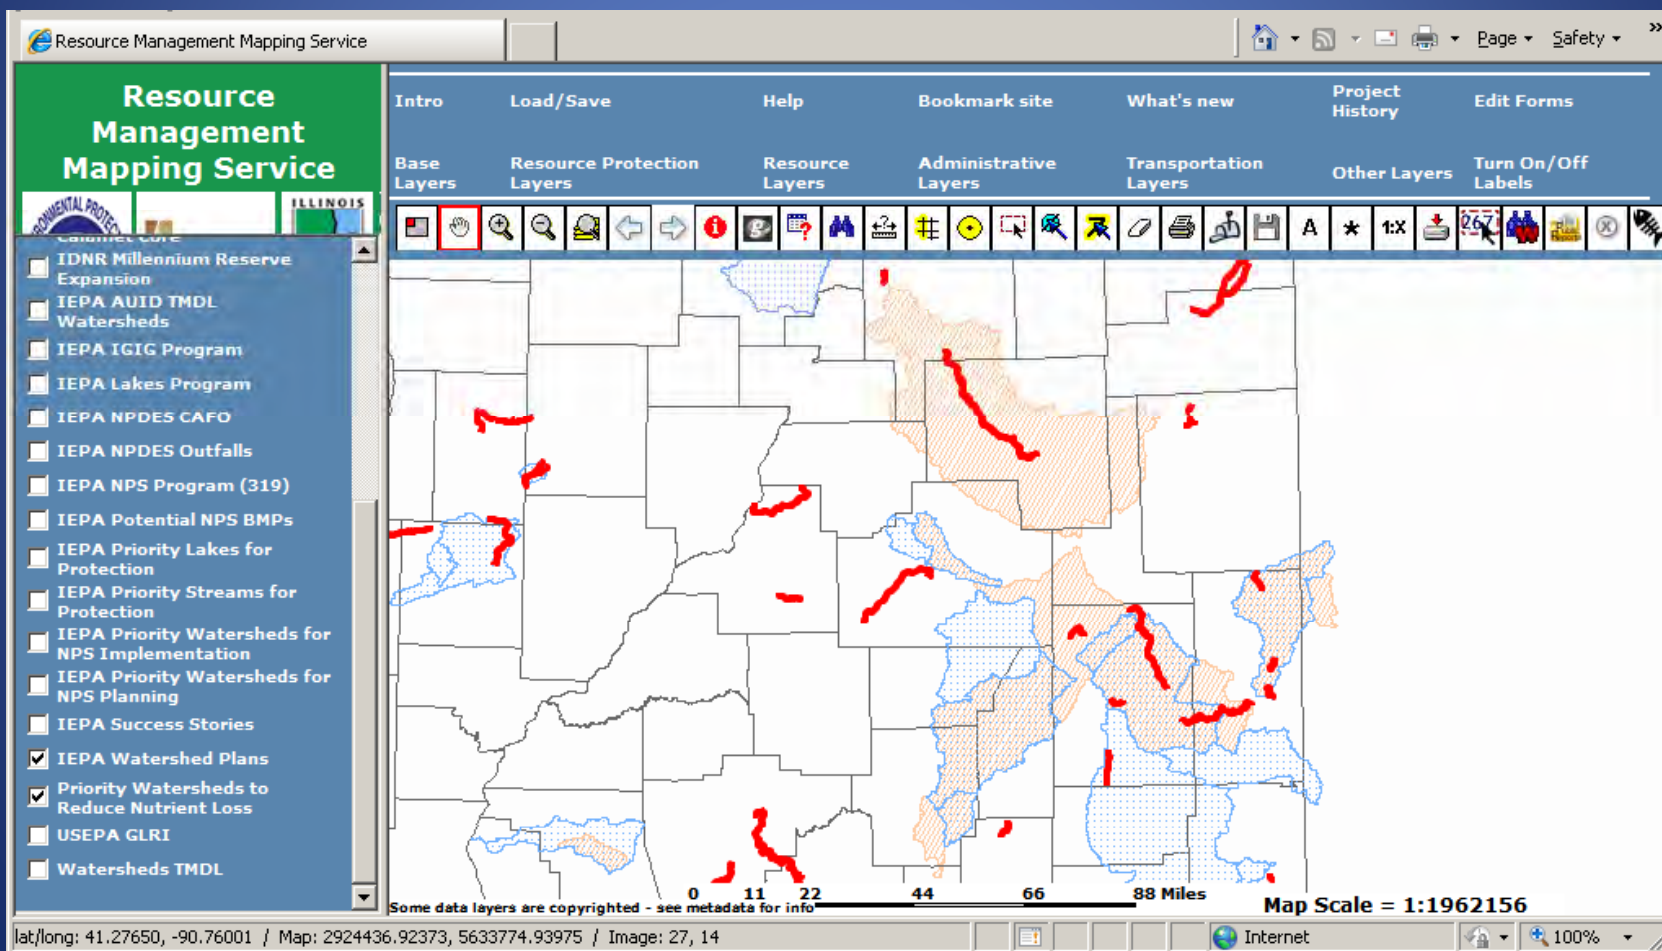 Resource Management Mapping Service
Page
Safety
»
Resource
Management
Mapping Service
ILLINOIS
Intro
Load/Save
Help
Bookmark site
What's new
Project
History
Edit Forms
Base
Layers
Resource Protection
Layers
Resource
Layers
Administrative
Layers
Transportation
Layers
Other Layers
Turn On/Off
Labels
A
1:X
267
Calumet Core
IDNR Millennium Reserve
Expansion
IEPA AUID TMDL
Watersheds
IEPA IGIG Program
IEPA Lakes Program
IEPA NPDES CAFO
IEPA NPDES Outfalls
IEPA NPS Program (319)
IEPA Potential NPS BMPs
IEPA Priority Lakes for
Protection
IEPA Priority Streams for
Protection
IEPA Priority Watersheds for
NPS Implementation
IEPA Priority Watersheds for
NPS Planning
IEPA Success Stories
IEPA Watershed Plans
Priority Watersheds to
Reduce Nutrient Loss
USEPA GLRI
Watersheds TMDL
0 11 22 44 66 88 Miles
Some data layers are copyrighted - see metadata for info
Map Scale = 1:1962156
lat/long: 41.27650, -90.76001 / Map: 2924436.92373, 5633774.93975 / Image: 27, 14
Internet
100%